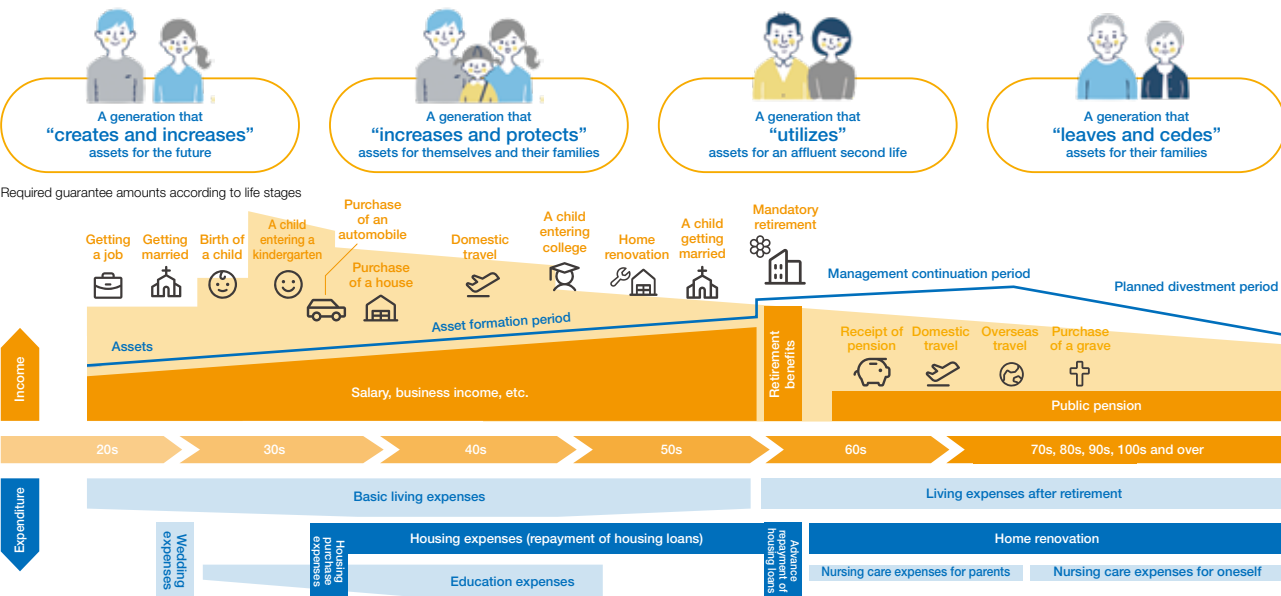 A generation that
“creates and increases”
assets for the future
A generation that
“increases and protects”
assets for themselves and their families
A generation that
“utilizes”
assets for an affluent second life
A generation that
“leaves and cedes”
assets for their families
Required guarantee amounts according to life stages
Getting
a job
Getting
married
Birth of
a child
A child
entering a
kindergarten
Purchase
of an
automobile
Purchase
of a house
Domestic
travel
A child
entering
college
Home
renovation
A child
getting
married
Mandatory
retirement
Management continuation period
Planned divestment period
Assets
Asset formation period
Income
Salary, business income, etc.
Retirement
benefits
Receipt of
pension
Domestic
travel
Overseas
travel
Purchase
of a grave
Public pension
20s
30s
40s
50s
60s
70s, 80s, 90s, 100s and over
Expenditure
Basic living expenses
Living expenses after retirement
Wedding
expenses
Housing
purchase
expenses
Housing expenses (repayment of housing loans)
Advance
repayment of
housing loans
Home renovation
Education expenses
Nursing care expenses for parents
Nursing care expenses for oneself